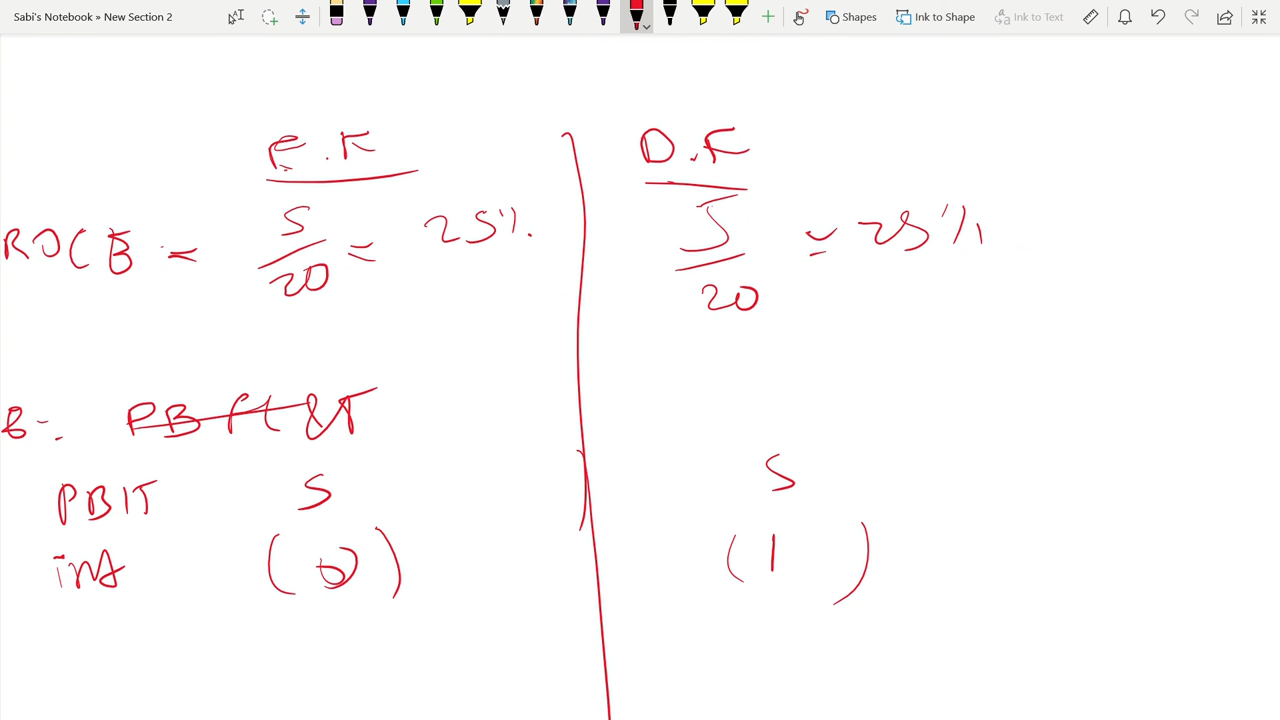 Sabi's Notebook » New Section 2
Shapes
Ink to Shape
Ink to Text
E.F
D.F
ROCE = 5/20 = 25%
5/20 = 25%
PBIT 5
5
int (0)
(1 )